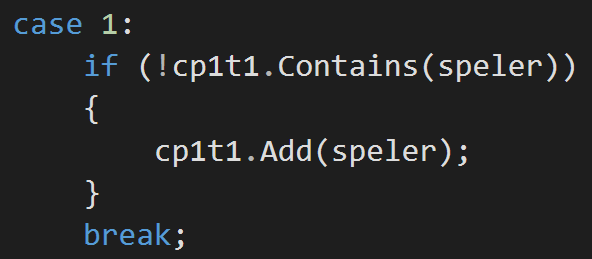 case 1:
    if (!cp1t1.Contains(speler))
    {
        cp1t1.Add(speler);
    }
    break;